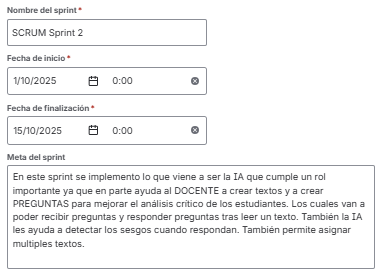 Nombre del sprint *
SCRUM Sprint 2
Fecha de inicio *
1/10/2025 0:00
Fecha de finalización *
15/10/2025 0:00
Meta del sprint
En este sprint se implemento lo que viene a ser la IA que cumple un rol
importante ya que en parte ayuda al DOCENTE a crear textos y a crear
PREGUNTAS para mejorar el análisis crítico de los estudiantes. Los cuales van a
poder recibir preguntas y responder preguntas tras leer un texto. También la IA
les ayuda a detectar los sesgos cuando respondan. También permite asignar
multiples textos.